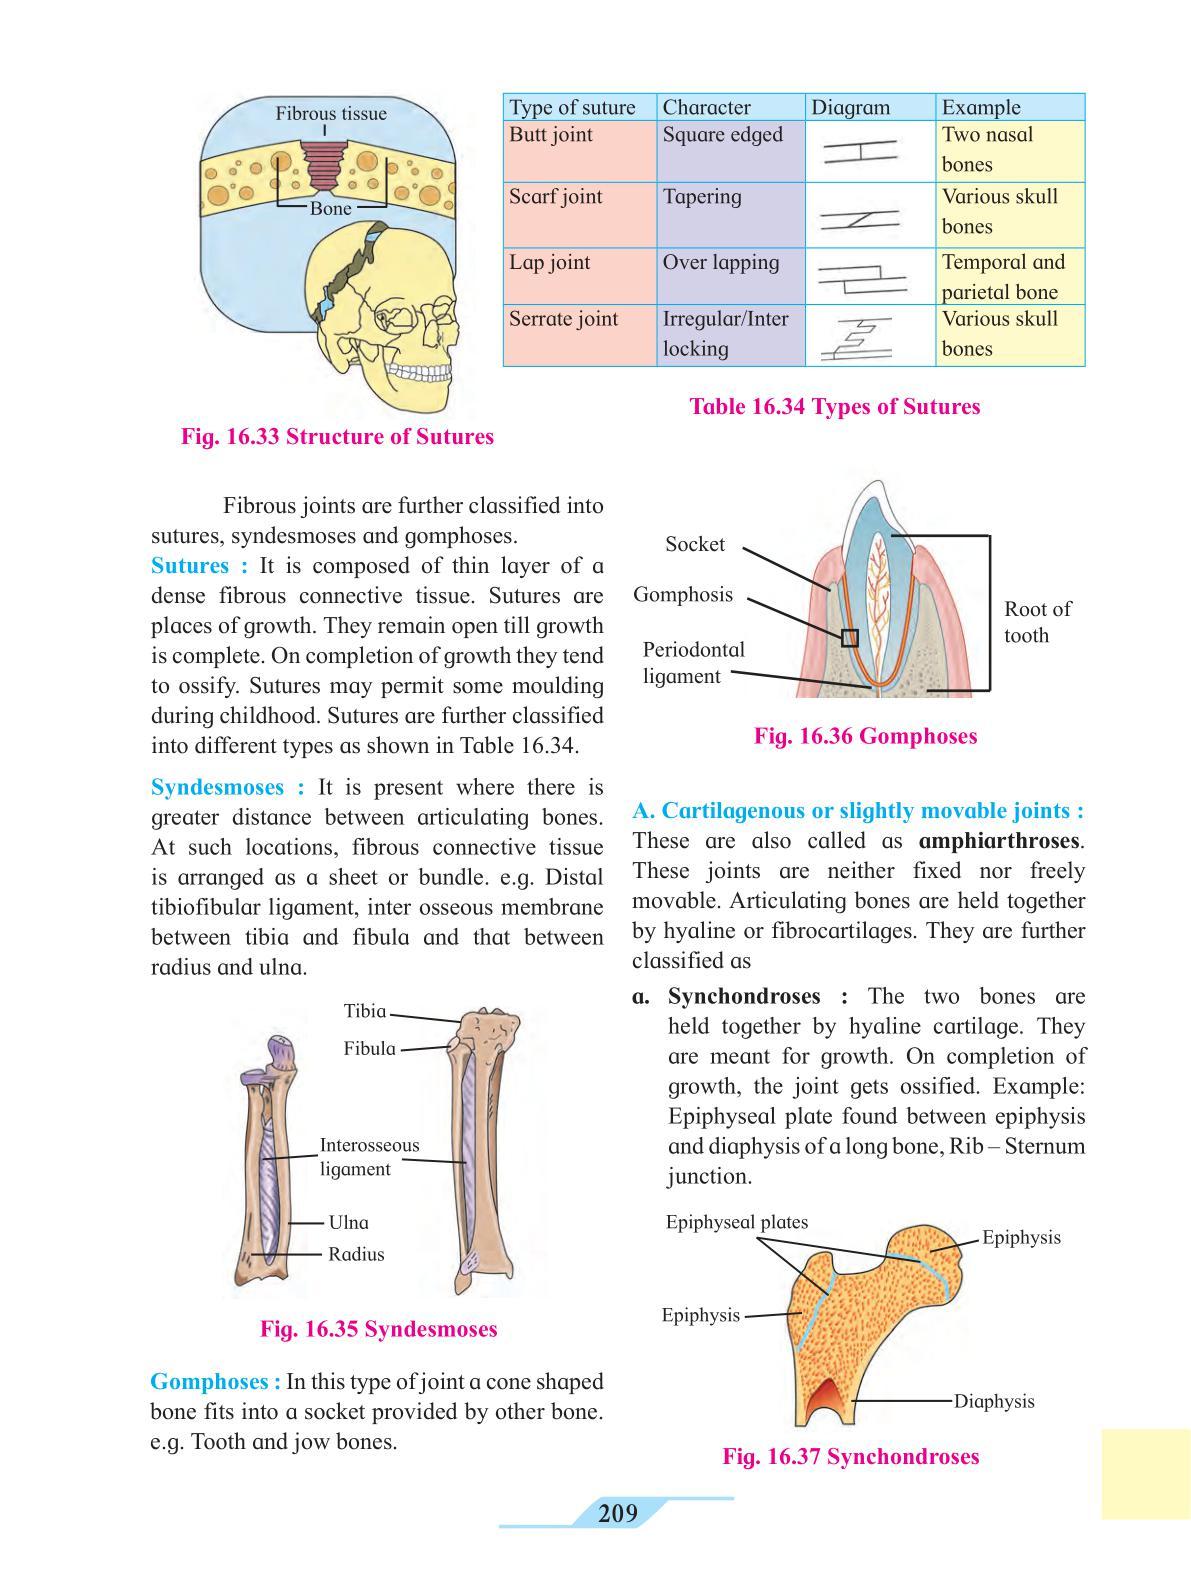 Fibrous tissue
Bone
Fig. 16.33 Structure of Sutures
Type of suture Character Diagram Example
Butt joint Square edged Two nasal
bones
Scarf joint Tapering Various skull
bones
Lap joint Over lapping Temporal and
parietal bone
Serrate joint Irregular/Inter Various skull
locking bones
Table 16.34 Types of Sutures
Fibrous joints are further classified into
sutures, syndesmoses and gomphoses.
Sutures : It is composed of thin layer of a
dense fibrous connective tissue. Sutures are
places of growth. They remain open till growth
is complete. On completion of growth they tend
to ossify. Sutures may permit some moulding
during childhood. Sutures are further classified
into different types as shown in Table 16.34.
Syndesmoses : It is present where there is
greater distance between articulating bones.
At such locations, fibrous connective tissue
is arranged as a sheet or bundle. e.g. Distal
tibiofibular ligament, inter osseous membrane
between tibia and fibula and that between
radius and ulna.
Tibia
Fibula
Interosseous
ligament
Ulna
Radius
Fig. 16.35 Syndesmoses
Gomphoses : In this type of joint a cone shaped
bone fits into a socket provided by other bone.
e.g. Tooth and jow bones.
Socket
Gomphosis
Periodontal
ligament
Root of
tooth
Fig. 16.36 Gomphoses
A. Cartilagenous or slightly movable joints :
These are also called as amphiarthroses.
These joints are neither fixed nor freely
movable. Articulating bones are held together
by hyaline or fibrocartilages. They are further
classified as
a. Synchondroses : The two bones are
held together by hyaline cartilage. They
are meant for growth. On completion of
growth, the joint gets ossified. Example:
Epiphyseal plate found between epiphysis
and diaphysis of a long bone, Rib – Sternum
junction.
Epiphyseal plates
Epiphysis
Epiphysis
Diaphysis
Fig. 16.37 Synchondroses
209